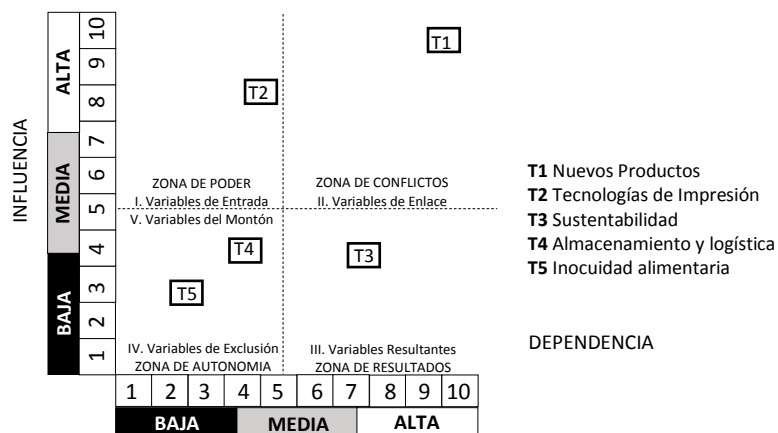 INFLUENCIA
ALTA
MEDIA
BAJA
10
9
8
7
6
5
4
3
2
1
T1
T2
ZONA DE PODER
I. Variables de Entrada
V. Variables del Montón
ZONA DE CONFLICTOS
II. Variables de Enlace
T4
T3
T5
IV. Variables de Exclusión
ZONA DE AUTONOMIA
III. Variables Resultantes
ZONA DE RESULTADOS
1 2 3 4 5 6 7 8 9 10
BAJA MEDIA ALTA
T1 Nuevos Productos
T2 Tecnologías de Impresión
T3 Sustentabilidad
T4 Almacenamiento y logística
T5 Inocuidad alimentaria
DEPENDENCIA